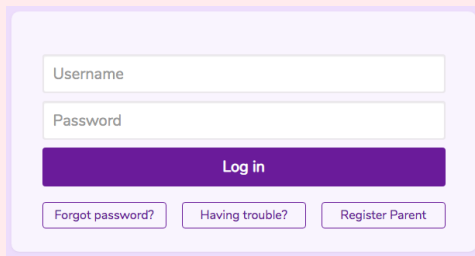 Username
Password
Log in
Forgot password? Having trouble? Register Parent